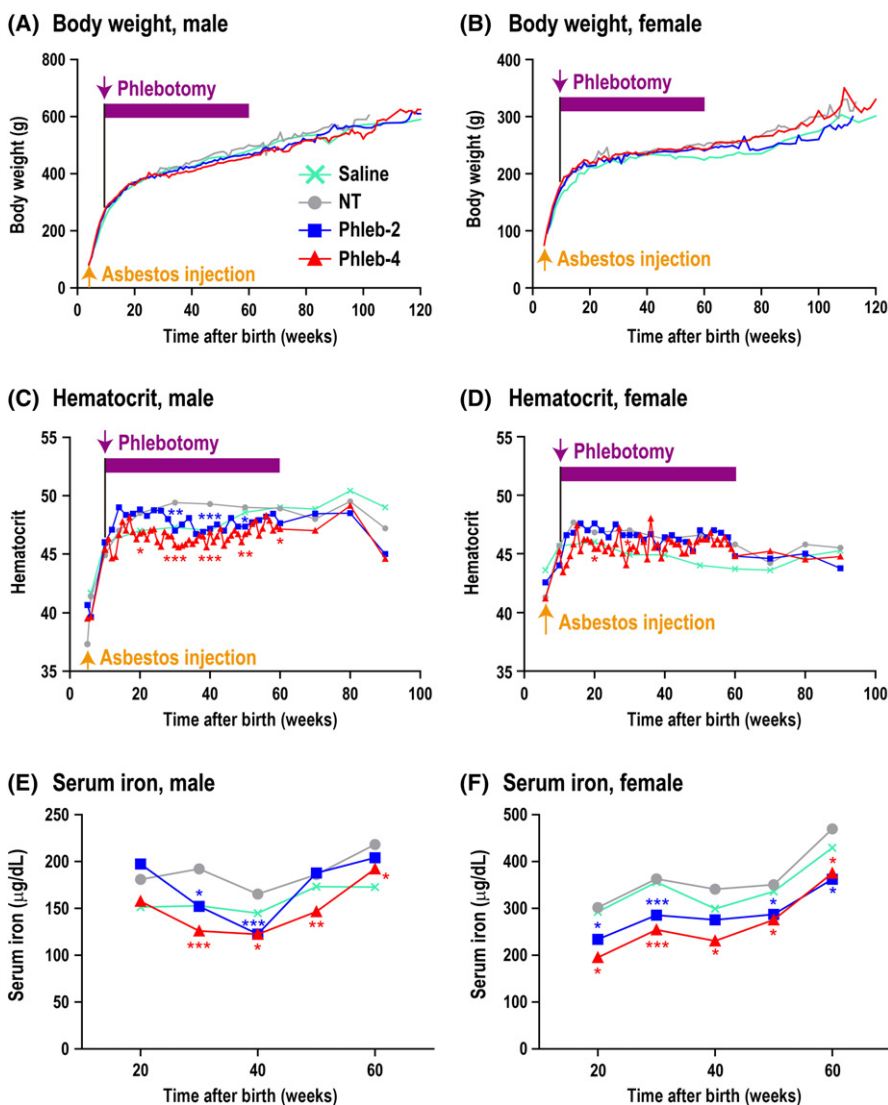 (A) Body weight, male
800
600
400
200
0
Body weight (g)
Phlebotomy
Saline
NT
Phleb-2
Phleb-4
Asbestos injection
0 20 40 60 80 100 120
Time after birth (weeks)
(B) Body weight, female
400
300
200
100
0
Body weight (g)
Phlebotomy
Asbestos injection
0 20 40 60 80 100 120
Time after birth (weeks)
(C) Hematocrit, male
55
50
45
40
35
Hematocrit
Phlebotomy
** *** *
* *** *** ** *
Asbestos injection
0 20 40 60 80 100
Time after birth (weeks)
(D) Hematocrit, female
55
50
45
40
35
Hematocrit
Phlebotomy
* *
Asbestos injection
0 20 40 60 80 100
Time after birth (weeks)
(E) Serum iron, male
250
200
150
100
50
0
Serum iron (μg/dL)
* ***
*** * ** *
20 40 60
Time after birth (weeks)
(F) Serum iron, female
500
400
300
200
100
0
Serum iron (μg/dL)
* *** * *
* *** * * *
20 40 60
Time after birth (weeks)